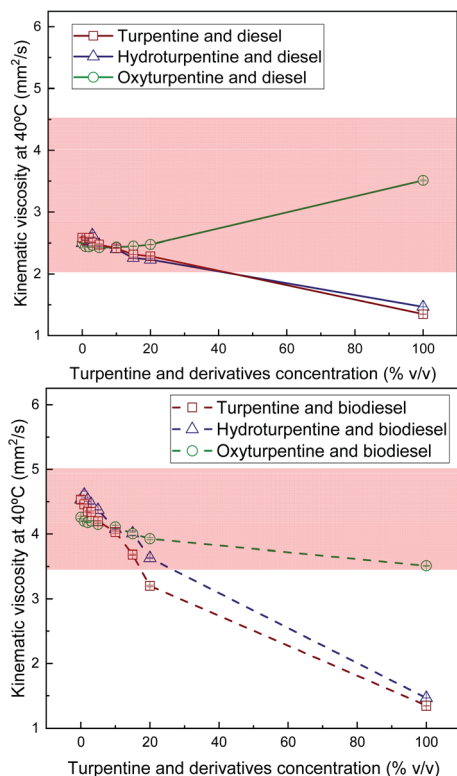 6
5
4
3
2
1
Kinematic viscosity at 40ºC (mm²/s)
Turpentine and diesel
Hydroturpentine and diesel
Oxyturpentine and diesel
0 20 40 60 80 100
Turpentine and derivatives concentration (% v/v)
6
5
4
3
2
1
Kinematic viscosity at 40ºC (mm²/s)
Turpentine and biodiesel
Hydroturpentine and biodiesel
Oxyturpentine and biodiesel
0 20 40 60 80 100
Turpentine and derivatives concentration (% v/v)